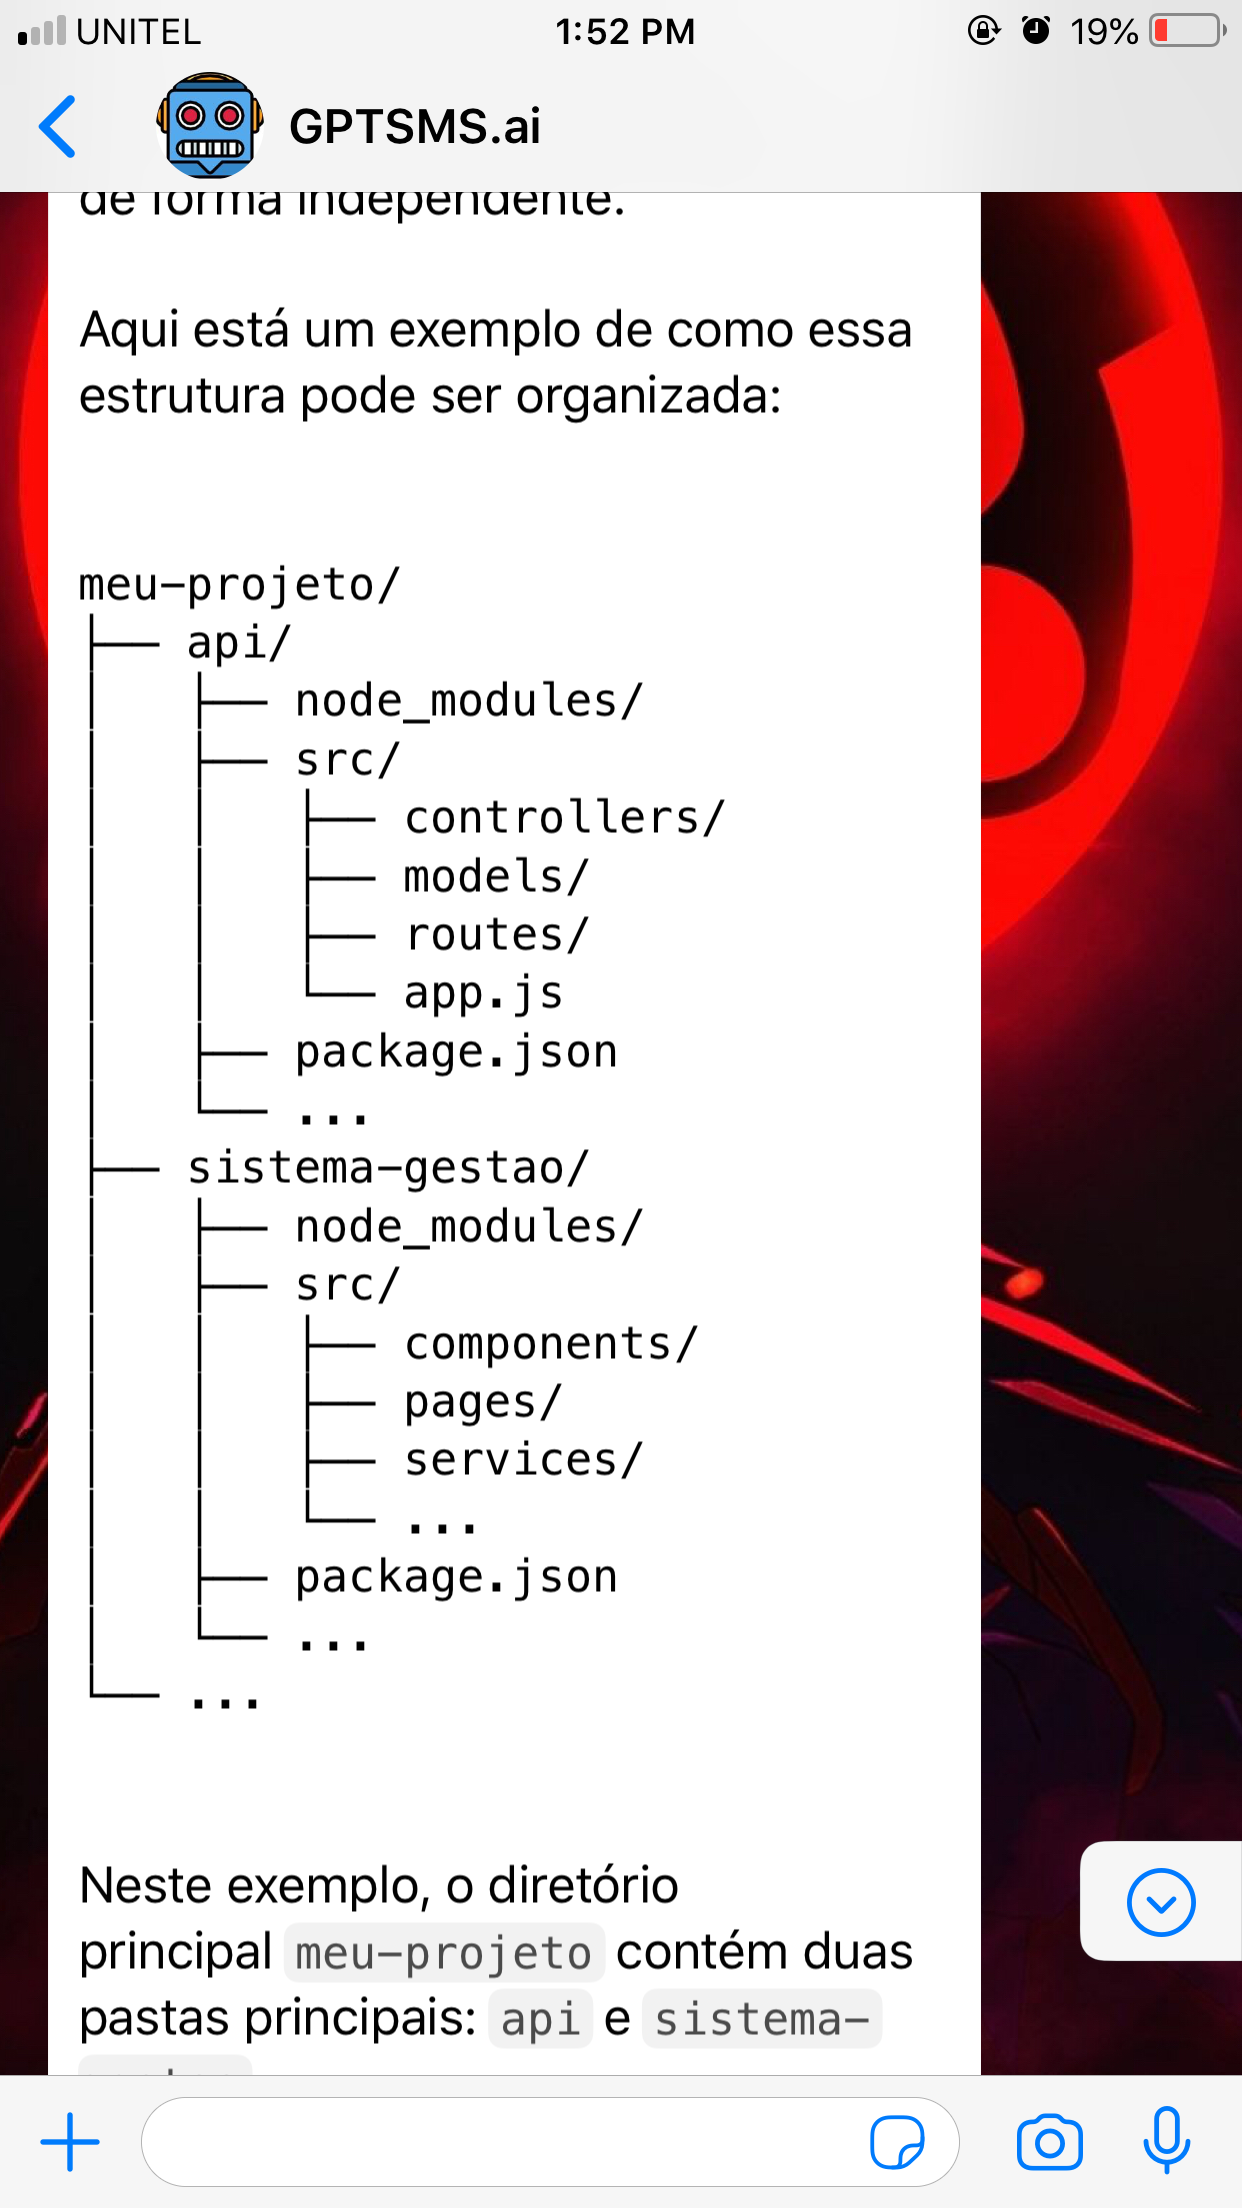 UNITEL 1:52 PM 19%
GPTSMS.ai
de forma independente.
Aqui está um exemplo de como essa
estrutura pode ser organizada:
meu-projeto/
├── api/
│   ├── node_modules/
│   ├── src/
│   │   ├── controllers/
│   │   ├── models/
│   │   ├── routes/
│   │   └── app.js
│   ├── package.json
│   └── ...
├── sistema-gestao/
│   ├── node_modules/
│   ├── src/
│   │   ├── components/
│   │   ├── pages/
│   │   ├── services/
│   │   └── ...
│   ├── package.json
│   └── ...
└── ...
Neste exemplo, o diretório
principal meu-projeto contém duas
pastas principais: api e sistema-